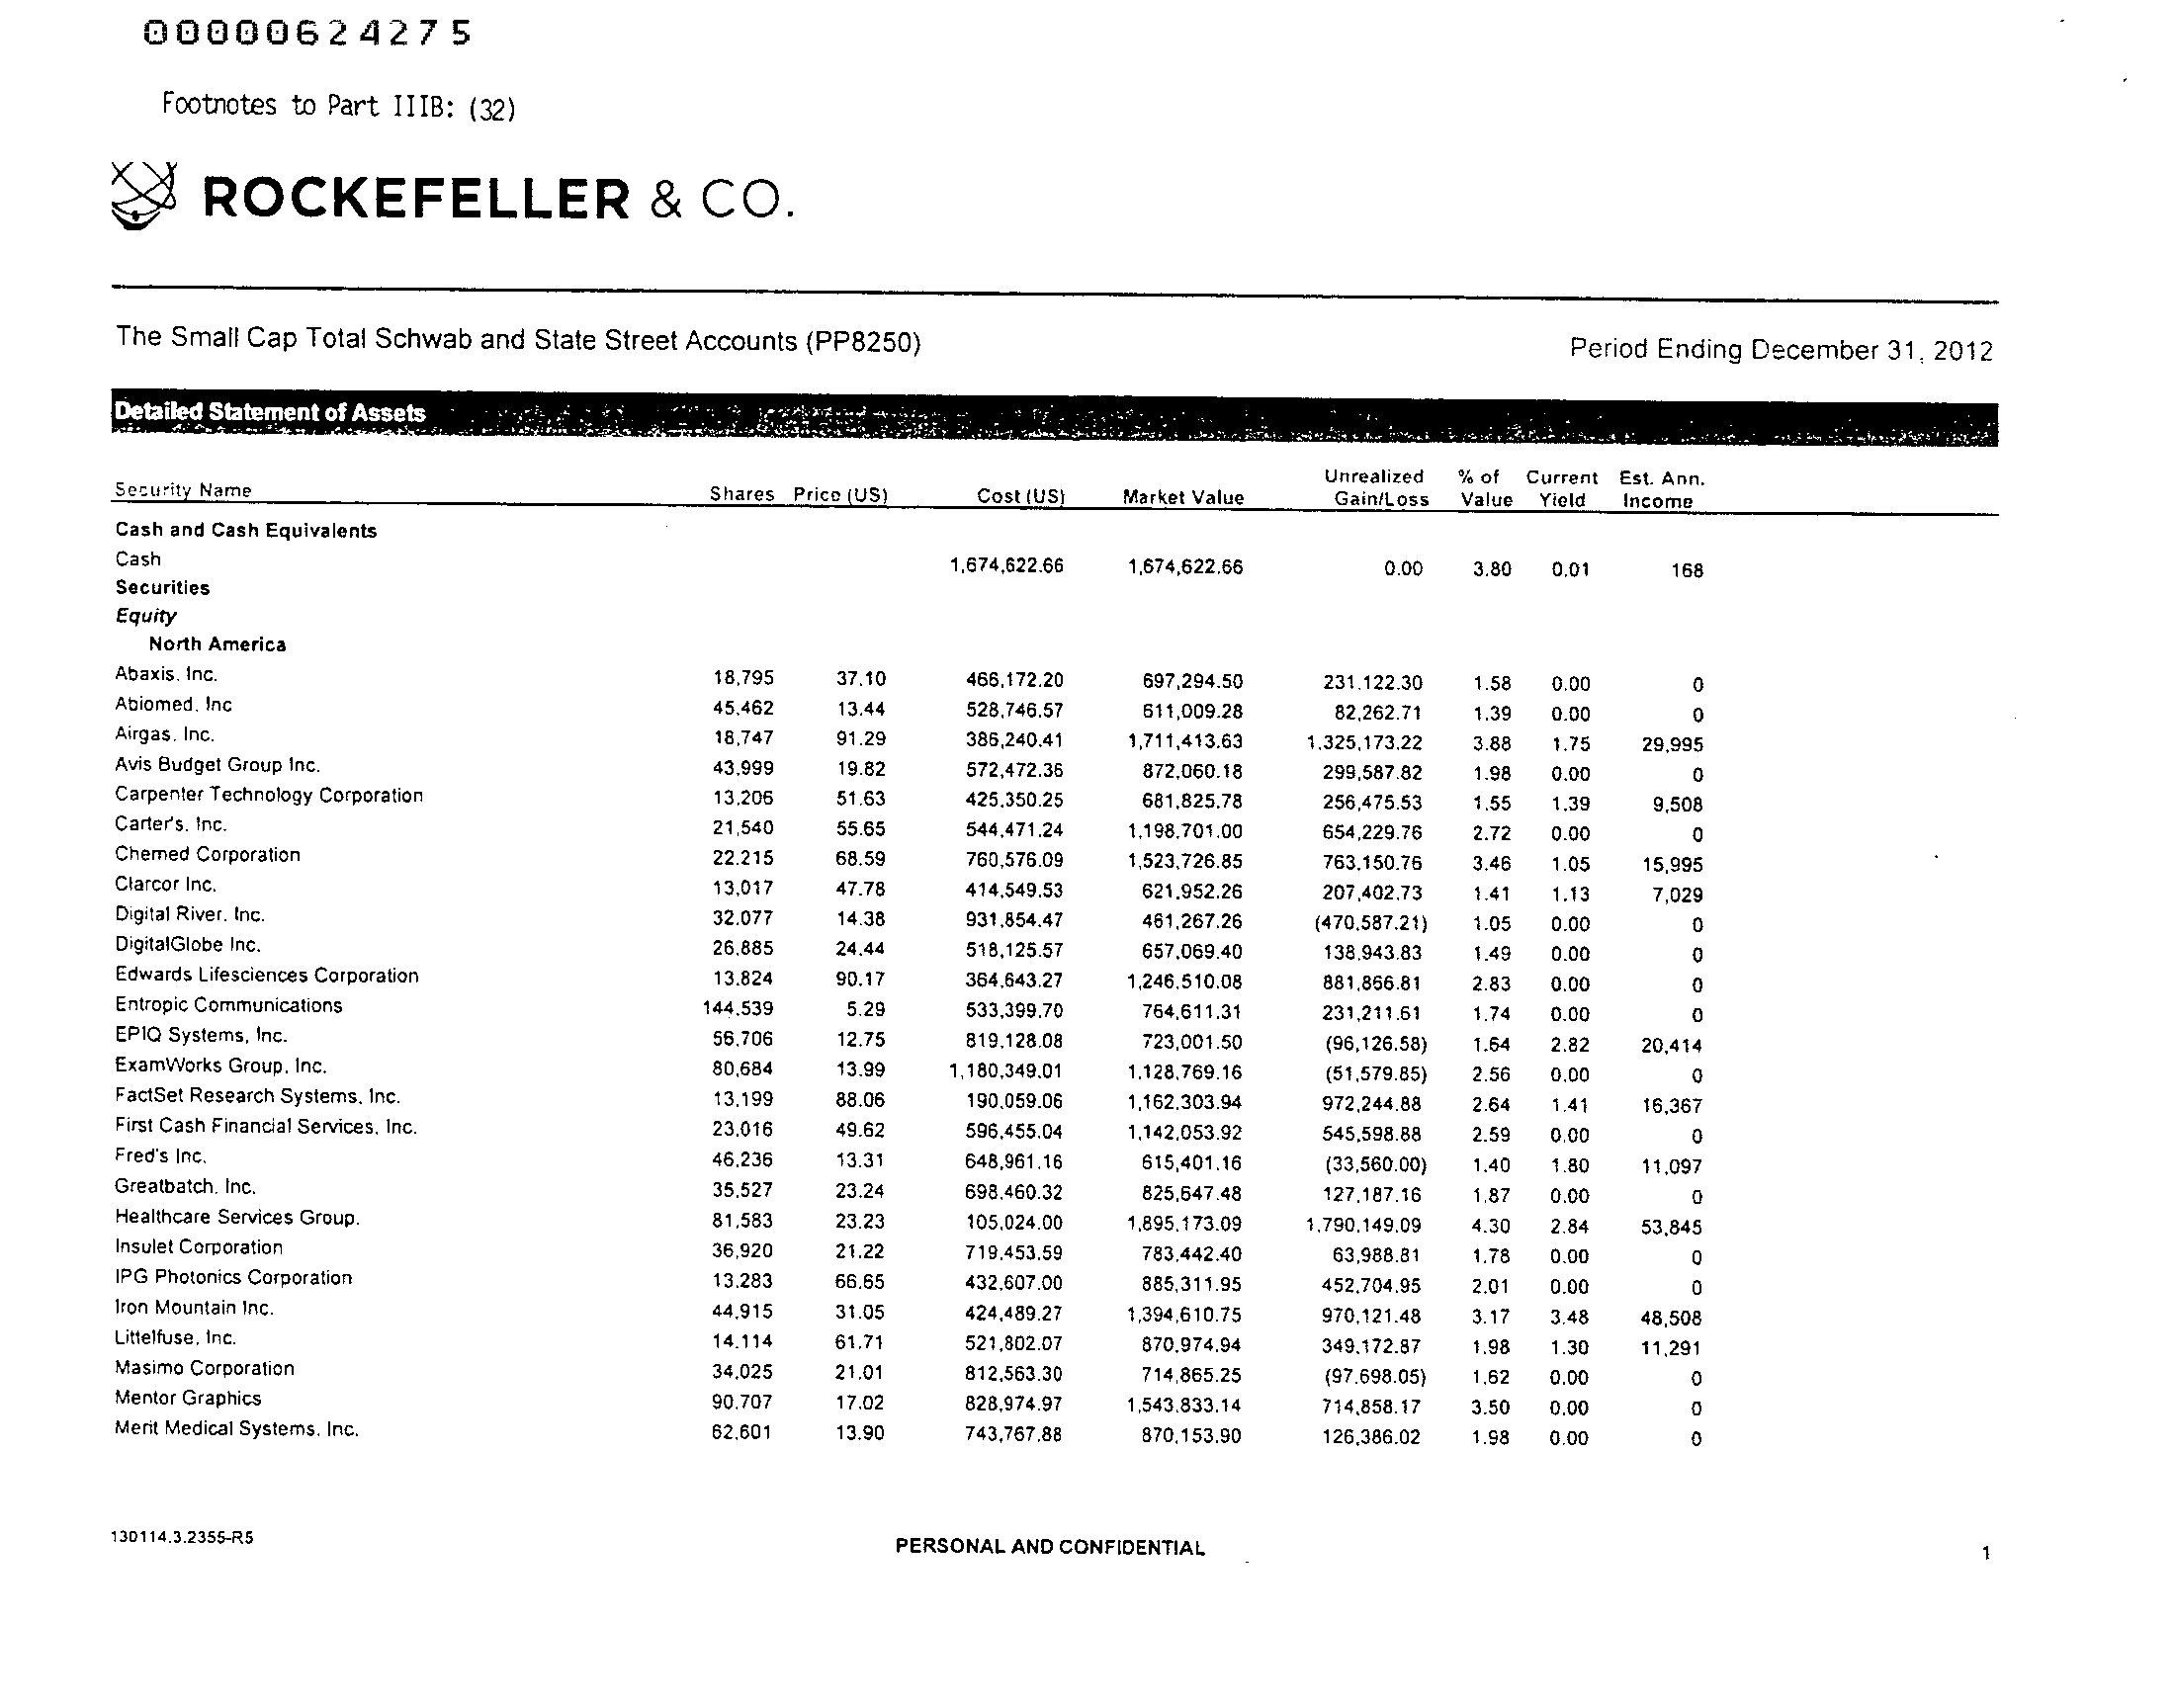 00000624275
Footnotes to Part IIIB: (32)
ROCKEFELLER & CO.
The Small Cap Total Schwab and State Street Accounts (PP8250)
Period Ending December 31, 2012
Detailed Statement of Assets
Security Name Shares Price (US) Cost (US) Market Value Unrealized Gain/Loss % of Value Current Yield Est. Ann. Income
Cash and Cash Equivalents
Cash 1,674,622.66 1,674,622.66 0.00 3.80 0.01 168
Securities
Equity
North America
Abaxis, Inc. 18,795 37.10 466,172.20 697,294.50 231,122.30 1.58 0.00 0
Abiomed, Inc 45,462 13.44 528,746.57 611,009.28 82,262.71 1.39 0.00 0
Airgas, Inc. 18,747 91.29 386,240.41 1,711,413.63 1,325,173.22 3.88 1.75 29,995
Avis Budget Group Inc. 43,999 19.82 572,472.36 872,060.18 299,587.82 1.98 0.00 0
Carpenter Technology Corporation 13,206 51.63 425,350.25 681,825.78 256,475.53 1.55 1.39 9,508
Carter's, Inc. 21,540 55.65 544,471.24 1,198,701.00 654,229.76 2.72 0.00 0
Chemed Corporation 22,215 68.59 760,576.09 1,523,726.85 763,150.76 3.46 1.05 15,995
Clarcor Inc. 13,017 47.78 414,549.53 621,952.26 207,402.73 1.41 1.13 7,029
Digital River, Inc. 32,077 14.38 931,854.47 461,267.26 (470,587.21) 1.05 0.00 0
DigitalGlobe Inc. 26,885 24.44 518,125.57 657,069.40 138,943.83 1.49 0.00 0
Edwards Lifesciences Corporation 13,824 90.17 364,643.27 1,246,510.08 881,866.81 2.83 0.00 0
Entropic Communications 144,539 5.29 533,399.70 764,611.31 231,211.61 1.74 0.00 0
EPIQ Systems, Inc. 56,706 12.75 819,128.08 723,001.50 (96,126.58) 1.64 2.82 20,414
ExamWorks Group, Inc. 80,684 13.99 1,180,349.01 1,128,769.16 (51,579.85) 2.56 0.00 0
FactSet Research Systems, Inc. 13,199 88.06 190,059.06 1,162,303.94 972,244.88 2.64 1.41 16,367
First Cash Financial Services, Inc. 23,016 49.62 596,455.04 1,142,053.92 545,598.88 2.59 0.00 0
Fred's Inc. 46,236 13.31 648,961.16 615,401.16 (33,560.00) 1.40 1.80 11,097
Greatbatch, Inc. 35,527 23.24 698,460.32 825,647.48 127,187.16 1.87 0.00 0
Healthcare Services Group. 81,583 23.23 105,024.00 1,895,173.09 1,790,149.09 4.30 2.84 53,845
Insulet Corporation 36,920 21.22 719,453.59 783,442.40 63,988.81 1.78 0.00 0
IPG Photonics Corporation 13,283 66.65 432,607.00 885,311.95 452,704.95 2.01 0.00 0
Iron Mountain Inc. 44,915 31.05 424,489.27 1,394,610.75 970,121.48 3.17 3.48 48,508
Littelfuse, Inc. 14,114 61.71 521,802.07 870,974.94 349,172.87 1.98 1.30 11,291
Masimo Corporation 34,025 21.01 812,563.30 714,865.25 (97,698.05) 1.62 0.00 0
Mentor Graphics 90,707 17.02 828,974.97 1,543,833.14 714,858.17 3.50 0.00 0
Merit Medical Systems, Inc. 62,601 13.90 743,767.88 870,153.90 126,386.02 1.98 0.00 0
130114.3.2355-R5
PERSONAL AND CONFIDENTIAL
1